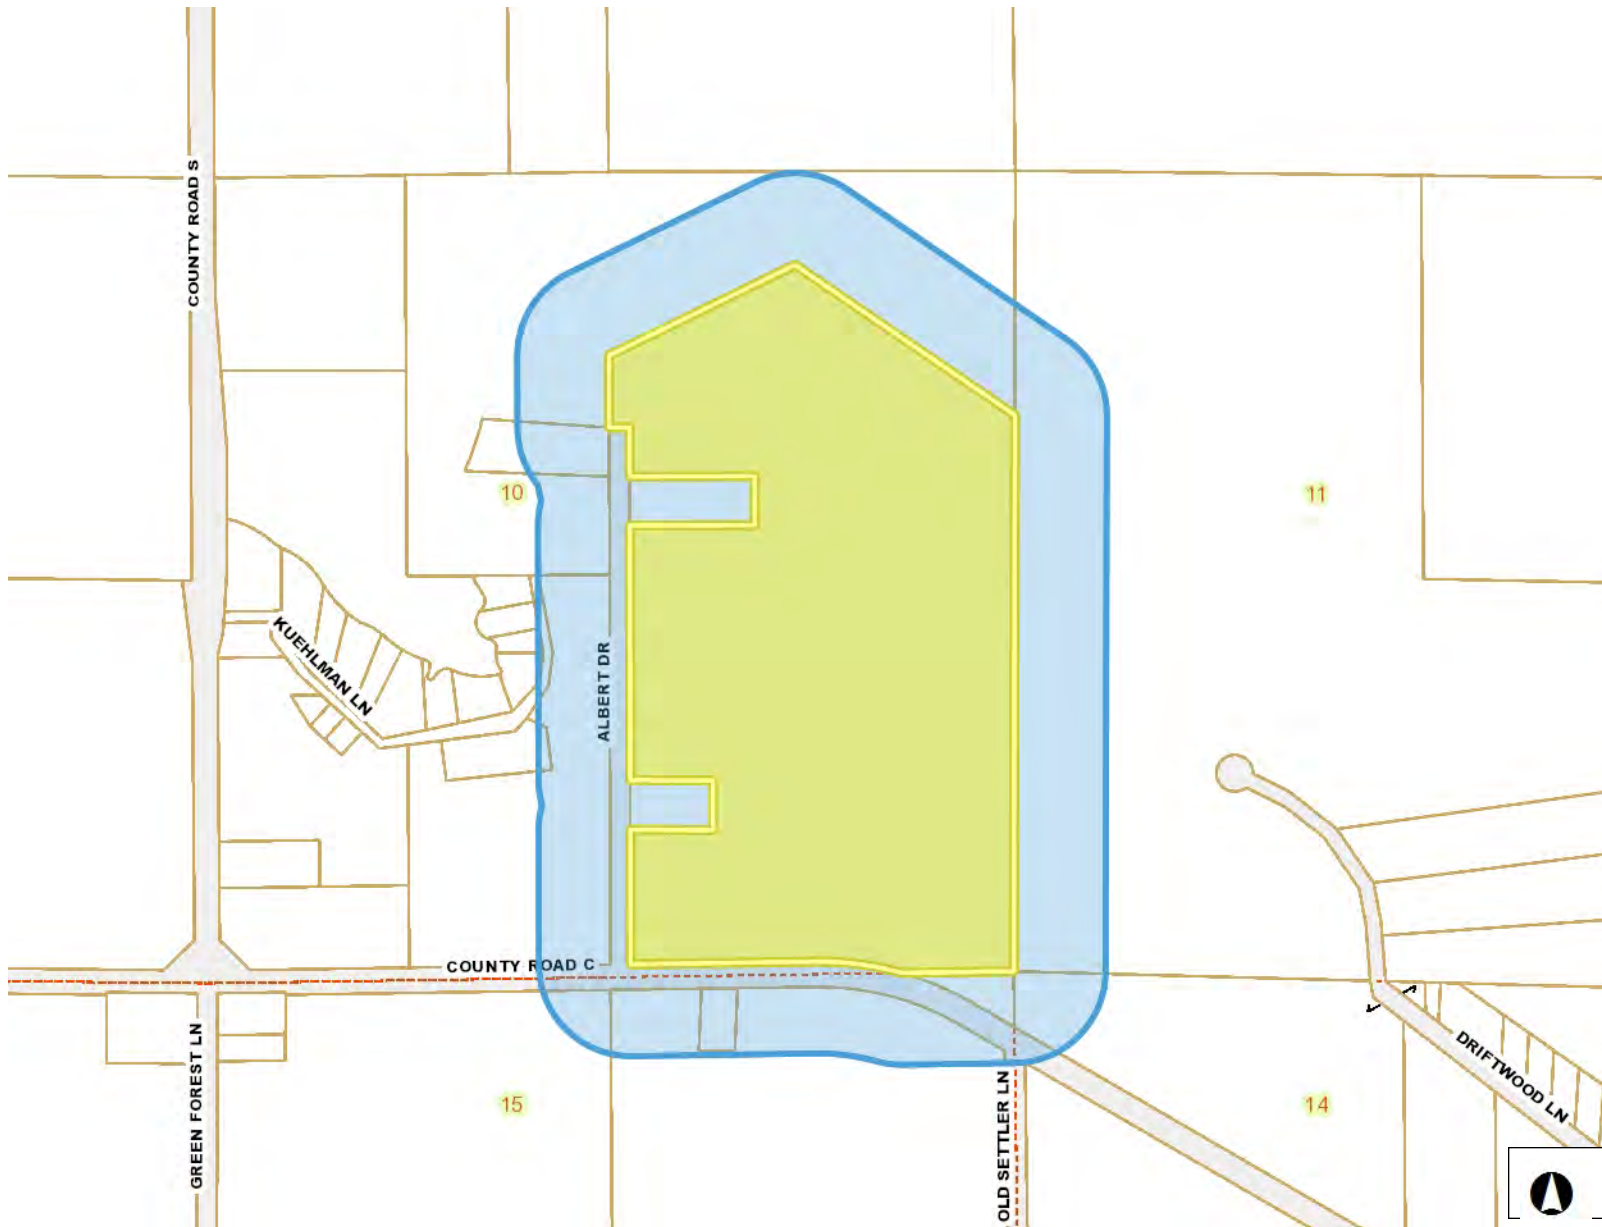 COUNTY ROAD S
10
11
KUEHLMAN LN
ALBERT DR
COUNTY ROAD C
GREEN FOREST LN
15
OLD SETTLER LN
14
DRIFTWOOD LN